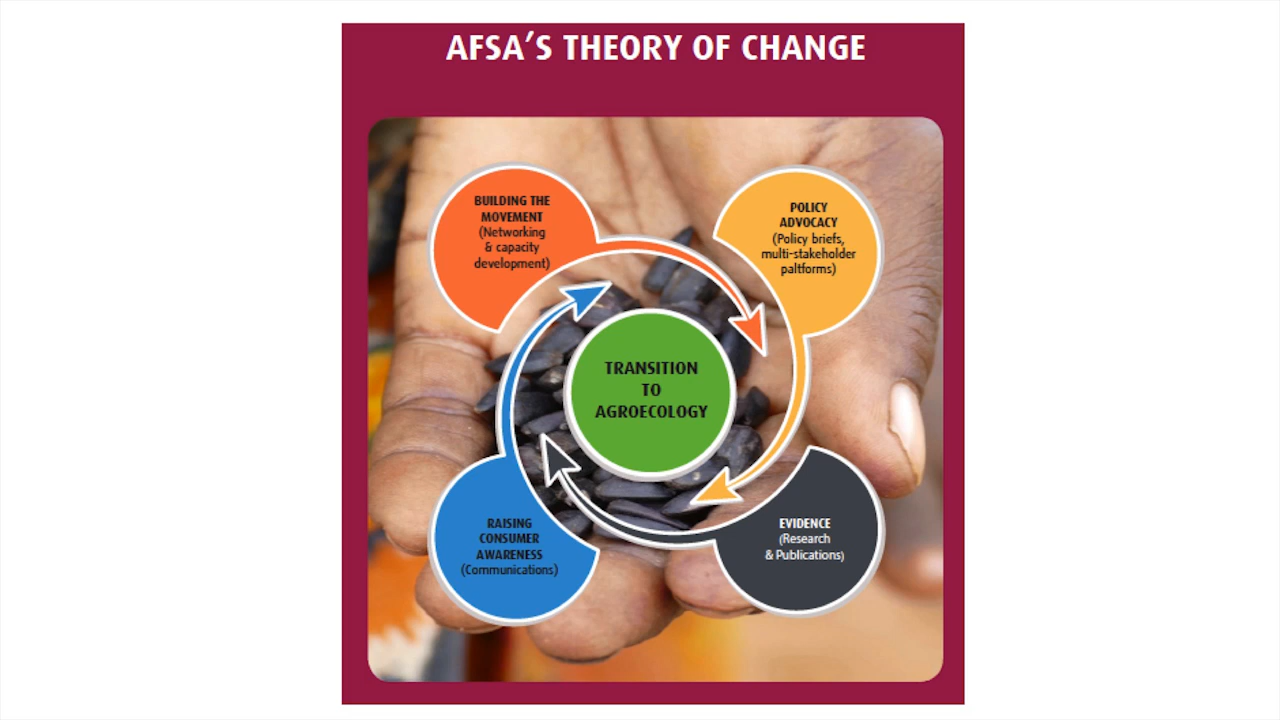 AFSA'S THEORY OF CHANGE
BUILDING THE
MOVEMENT
(Networking
& capacity
development)
POLICY
ADVOCACY
(Policy briefs,
multi-stakeholder
paltforms)
TRANSITION
TO
AGROECOLOGY
RAISING
CONSUMER
AWARENESS
(Communications)
EVIDENCE
(Research
& Publications)